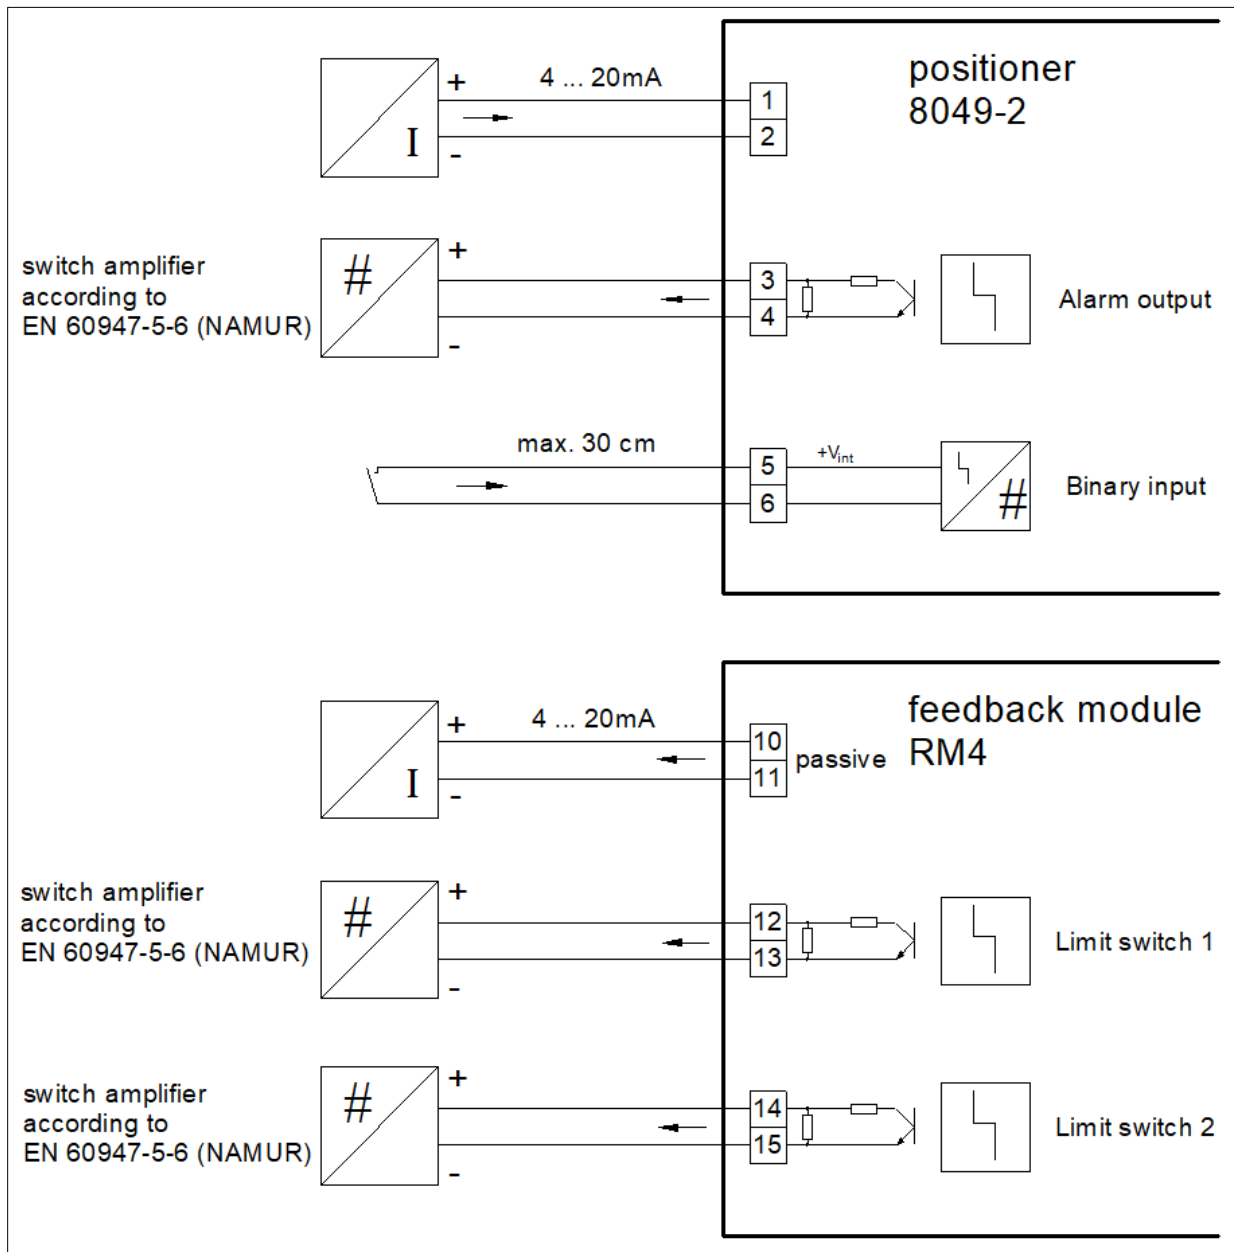 positioner
8049-2
+ 4 ... 20mA
1
I
2
-
switch amplifier
according to
EN 60947-5-6 (NAMUR)
#
+
-
3
4
Alarm output
max. 30 cm
5
6
+Vint
#
Binary input
feedback module
RM4
+ 4 ... 20mA
10
11
passive
I
-
switch amplifier
according to
EN 60947-5-6 (NAMUR)
#
+
-
12
13
Limit switch 1
switch amplifier
according to
EN 60947-5-6 (NAMUR)
#
+
-
14
15
Limit switch 2